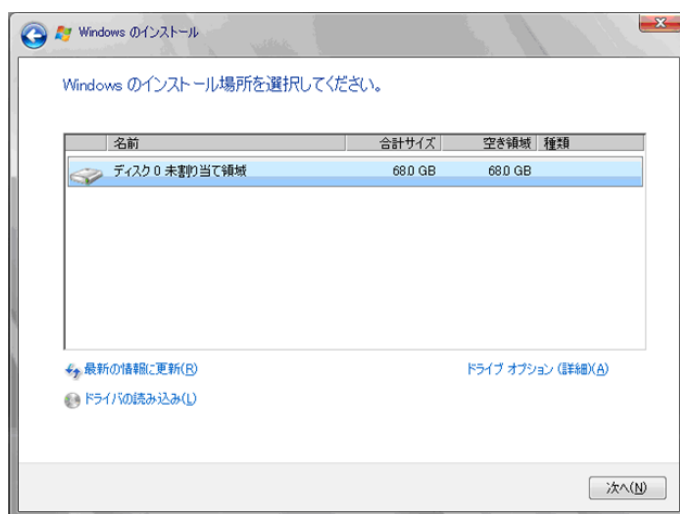 Windows のインストール
Windows のインストール場所を選択してください。
名前 合計サイズ 空き領域 種類
ディスク 0 未割り当て領域 68.0 GB 68.0 GB
最新の情報に更新(R) ドライブ オプション (詳細)(A)
ドライバの読み込み(L)
次へ(N)